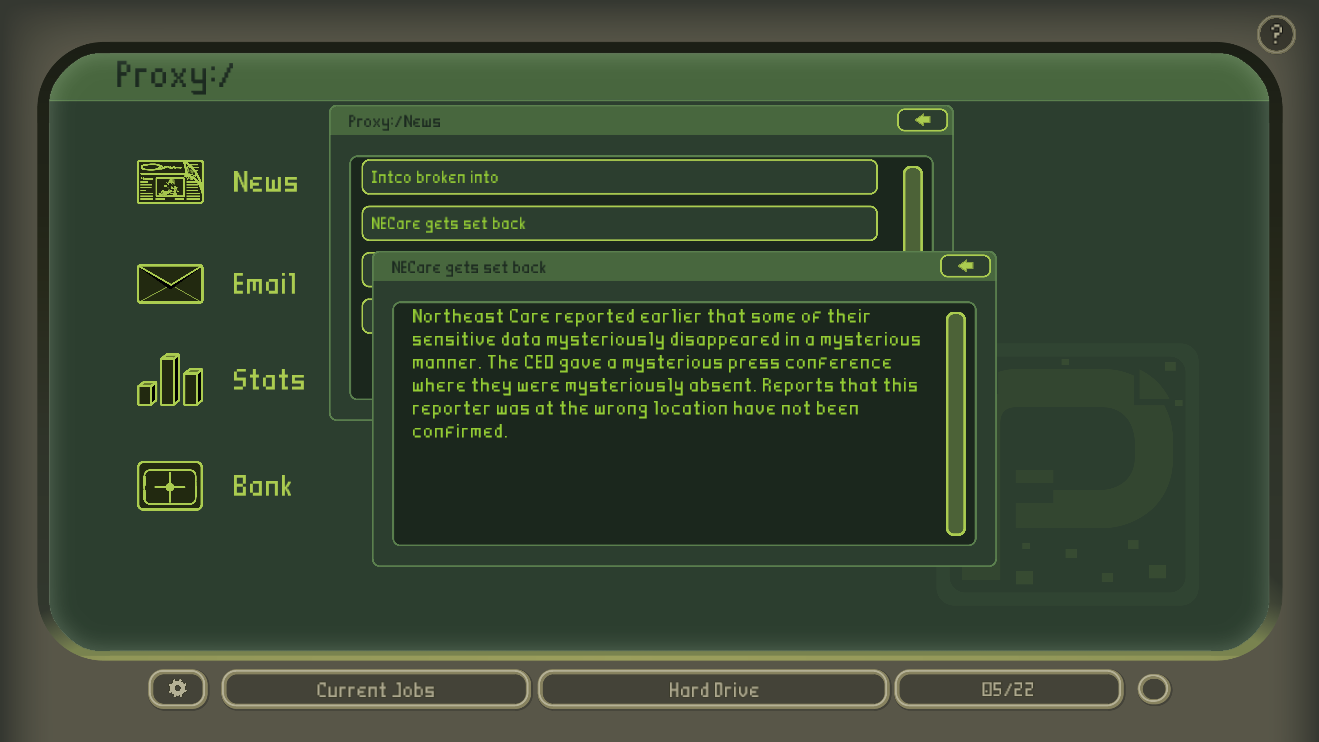 ?
Proxy:/
Proxy:/News
News
Intco broken into
NECare gets set back
Email
NECare gets set back
Northeast Care reported earlier that some of their
sensitive data mysteriously disappeared in a mysterious
manner. The CEO gave a mysterious press conference
where they were mysteriously absent. Reports that this
reporter was at the wrong location have not been
confirmed.
Stats
Bank
Current Jobs
Hard Drive
05/22